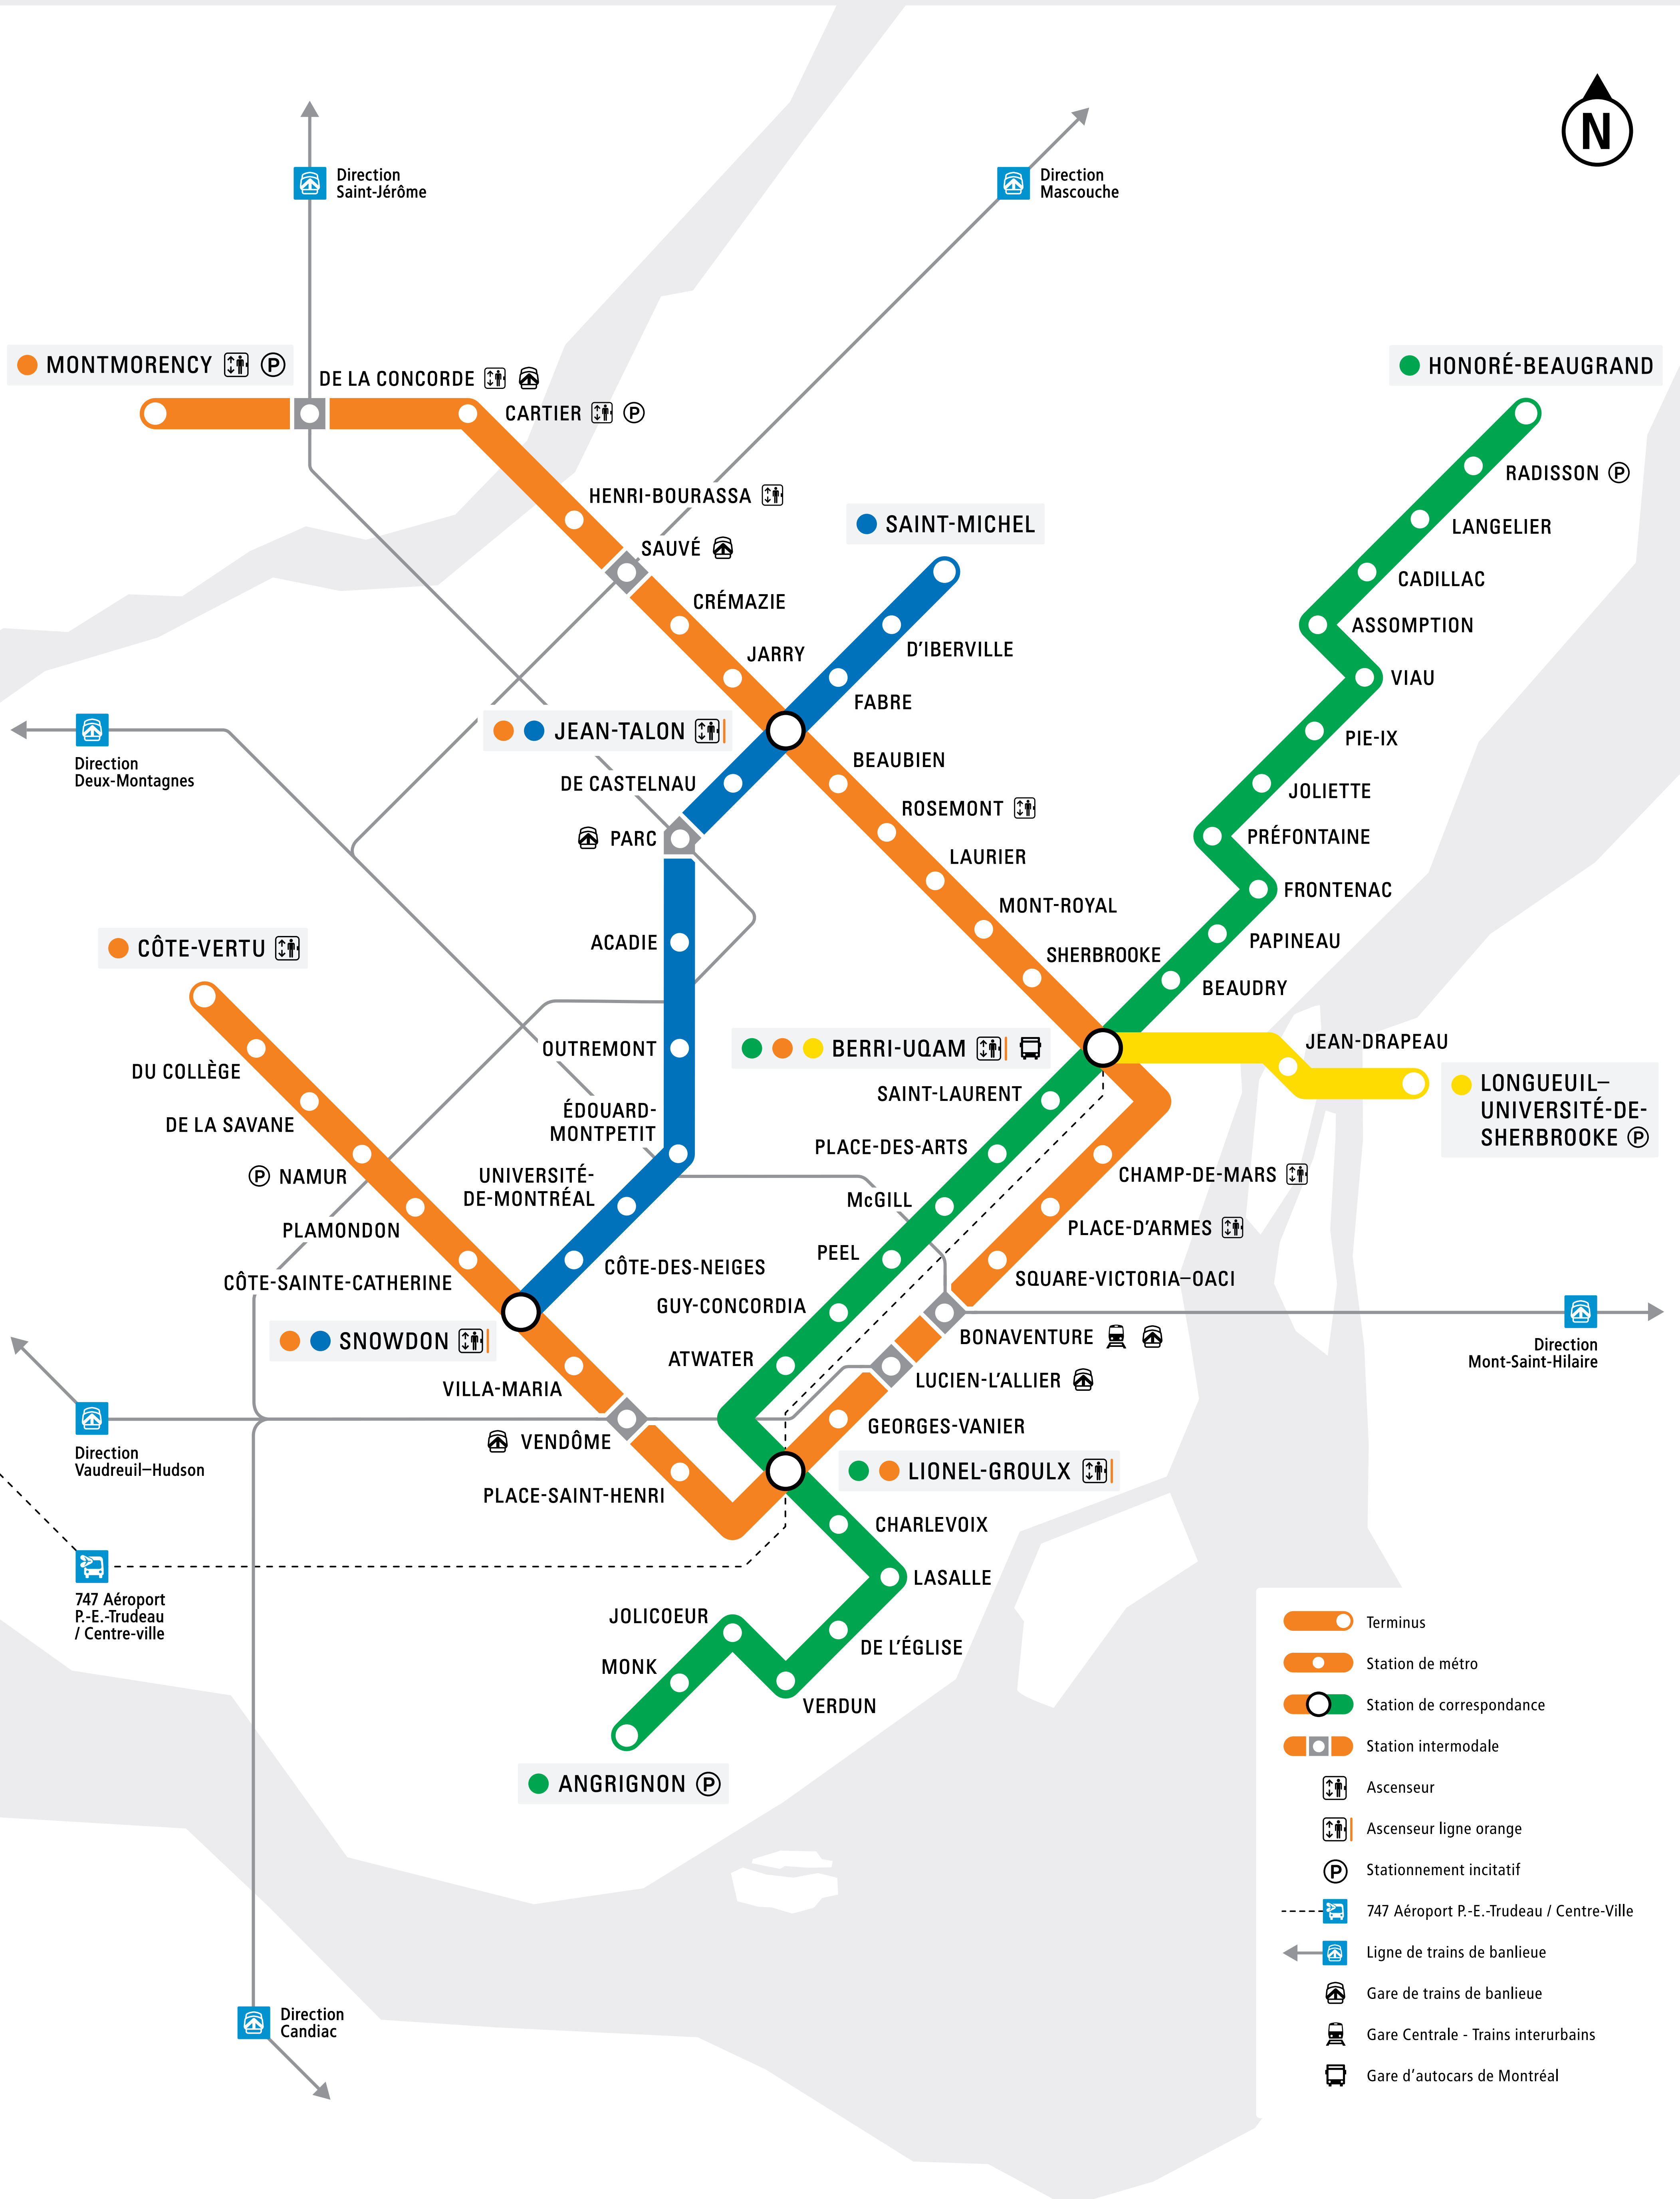 N
Direction
Saint-Jérôme
Direction
Mascouche
MONTMORENCY P
DE LA CONCORDE
CARTIER P
HONORÉ-BEAUGRAND
RADISSON P
HENRI-BOURASSA
SAINT-MICHEL
LANGELIER
SAUVÉ
CADILLAC
CRÉMAZIE
ASSOMPTION
JARRY
D'IBERVILLE
VIAU
FABRE
JEAN-TALON
PIE-IX
Direction
Deux-Montagnes
BEAUBIEN
DE CASTELNAU
JOLIETTE
ROSEMONT
PARC
PRÉFONTAINE
LAURIER
FRONTENAC
MONT-ROYAL
CÔTE-VERTU
ACADIE
PAPINEAU
SHERBROOKE
BEAUDRY
OUTREMONT
BERRI-UQAM
JEAN-DRAPEAU
DU COLLÈGE
LONGUEUIL–
UNIVERSITÉ-DE-
SHERBROOKE P
SAINT-LAURENT
DE LA SAVANE
ÉDOUARD-
MONTPETIT
PLACE-DES-ARTS
P NAMUR
UNIVERSITÉ-
DE-MONTRÉAL
CHAMP-DE-MARS
McGILL
PLAMONDON
PLACE-D'ARMES
PEEL
CÔTE-SAINTE-CATHERINE
CÔTE-DES-NEIGES
SQUARE-VICTORIA–OACI
GUY-CONCORDIA
SNOWDON
BONAVENTURE
Direction
Mont-Saint-Hilaire
ATWATER
LUCIEN-L'ALLIER
VILLA-MARIA
GEORGES-VANIER
VENDÔME
Direction
Vaudreuil–Hudson
LIONEL-GROULX
PLACE-SAINT-HENRI
CHARLEVOIX
LASALLE
747 Aéroport
P.-E.-Trudeau
/ Centre-ville
JOLICOEUR
DE L'ÉGLISE
MONK
VERDUN
ANGRIGNON P
Direction
Candiac
Terminus
Station de métro
Station de correspondance
Station intermodale
Ascenseur
Ascenseur ligne orange
P Stationnement incitatif
747 Aéroport P.-E.-Trudeau / Centre-Ville
Ligne de trains de banlieue
Gare de trains de banlieue
Gare Centrale - Trains interurbains
Gare d'autocars de Montréal